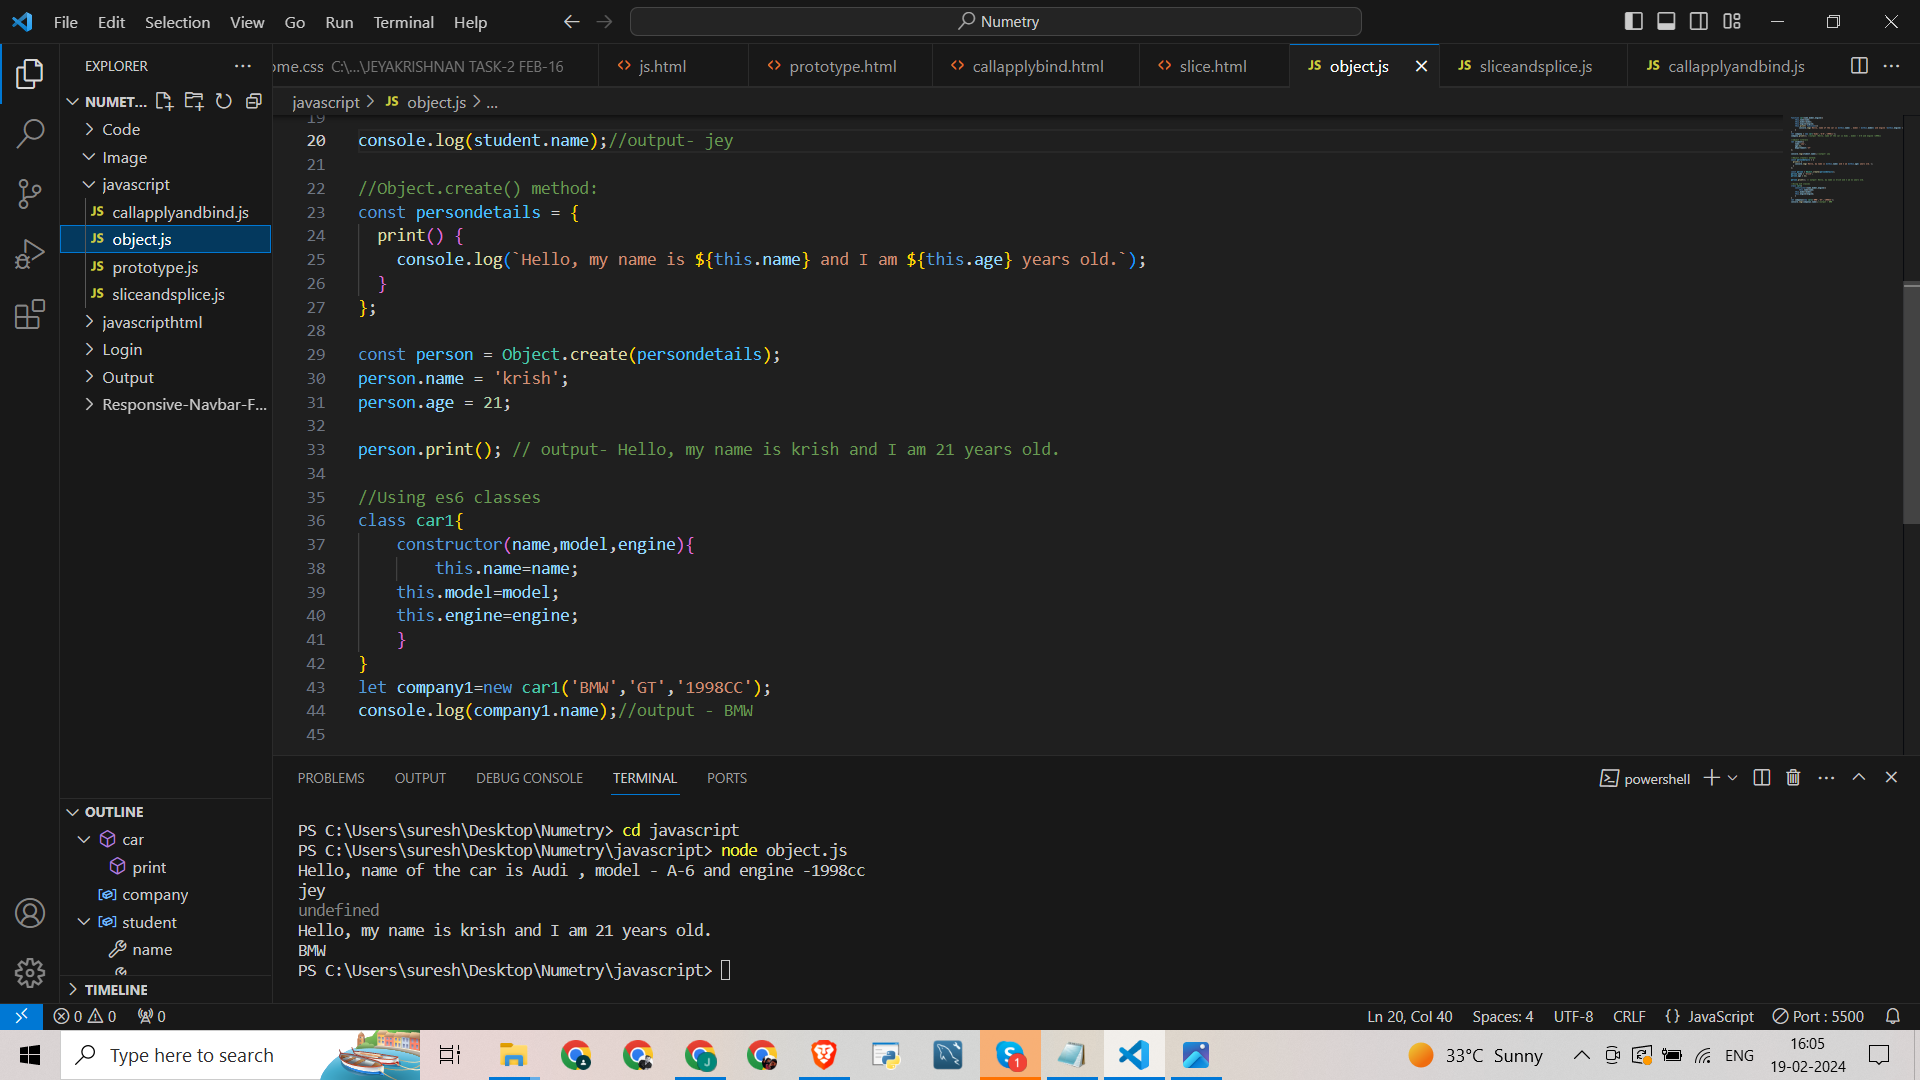 File Edit Selection View Go Run Terminal Help
Numetry
EXPLORER
ome.css C:\...\JEYAKRISHNAN TASK-2 FEB-16
js.html
prototype.html
callapplybind.html
slice.html
JS object.js
JS sliceandsplice.js
JS callapplyandbind.js
NUMET...
Code
Image
javascript
JS callapplyandbind.js
JS object.js
JS prototype.js
JS sliceandsplice.js
javascripthtml
Login
Output
Responsive-Navbar-F...
OUTLINE
car
print
company
student
name
TIMELINE
javascript > JS object.js > ...
19
20 console.log(student.name);//output- jey
21
22 //Object.create() method:
23 const persondetails = {
24 print() {
25 console.log(`Hello, my name is ${this.name} and I am ${this.age} years old.`);
26 }
27 };
28
29 const person = Object.create(persondetails);
30 person.name = 'krish';
31 person.age = 21;
32
33 person.print(); // output- Hello, my name is krish and I am 21 years old.
34
35 //Using es6 classes
36 class car1{
37 constructor(name,model,engine){
38 this.name=name;
39 this.model=model;
40 this.engine=engine;
41 }
42 }
43 let company1=new car1('BMW','GT','1998CC');
44 console.log(company1.name);//output - BMW
45
PROBLEMS OUTPUT DEBUG CONSOLE TERMINAL PORTS
powershell
PS C:\Users\suresh\Desktop\Numetry> cd javascript
PS C:\Users\suresh\Desktop\Numetry\javascript> node object.js
Hello, name of the car is Audi , model - A-6 and engine -1998cc
jey
undefined
Hello, my name is krish and I am 21 years old.
BMW
PS C:\Users\suresh\Desktop\Numetry\javascript>
0 0 0
Ln 20, Col 40 Spaces: 4 UTF-8 CRLF {} JavaScript Port : 5500
Type here to search
J
1
33°C Sunny
ENG
16:05
19-02-2024